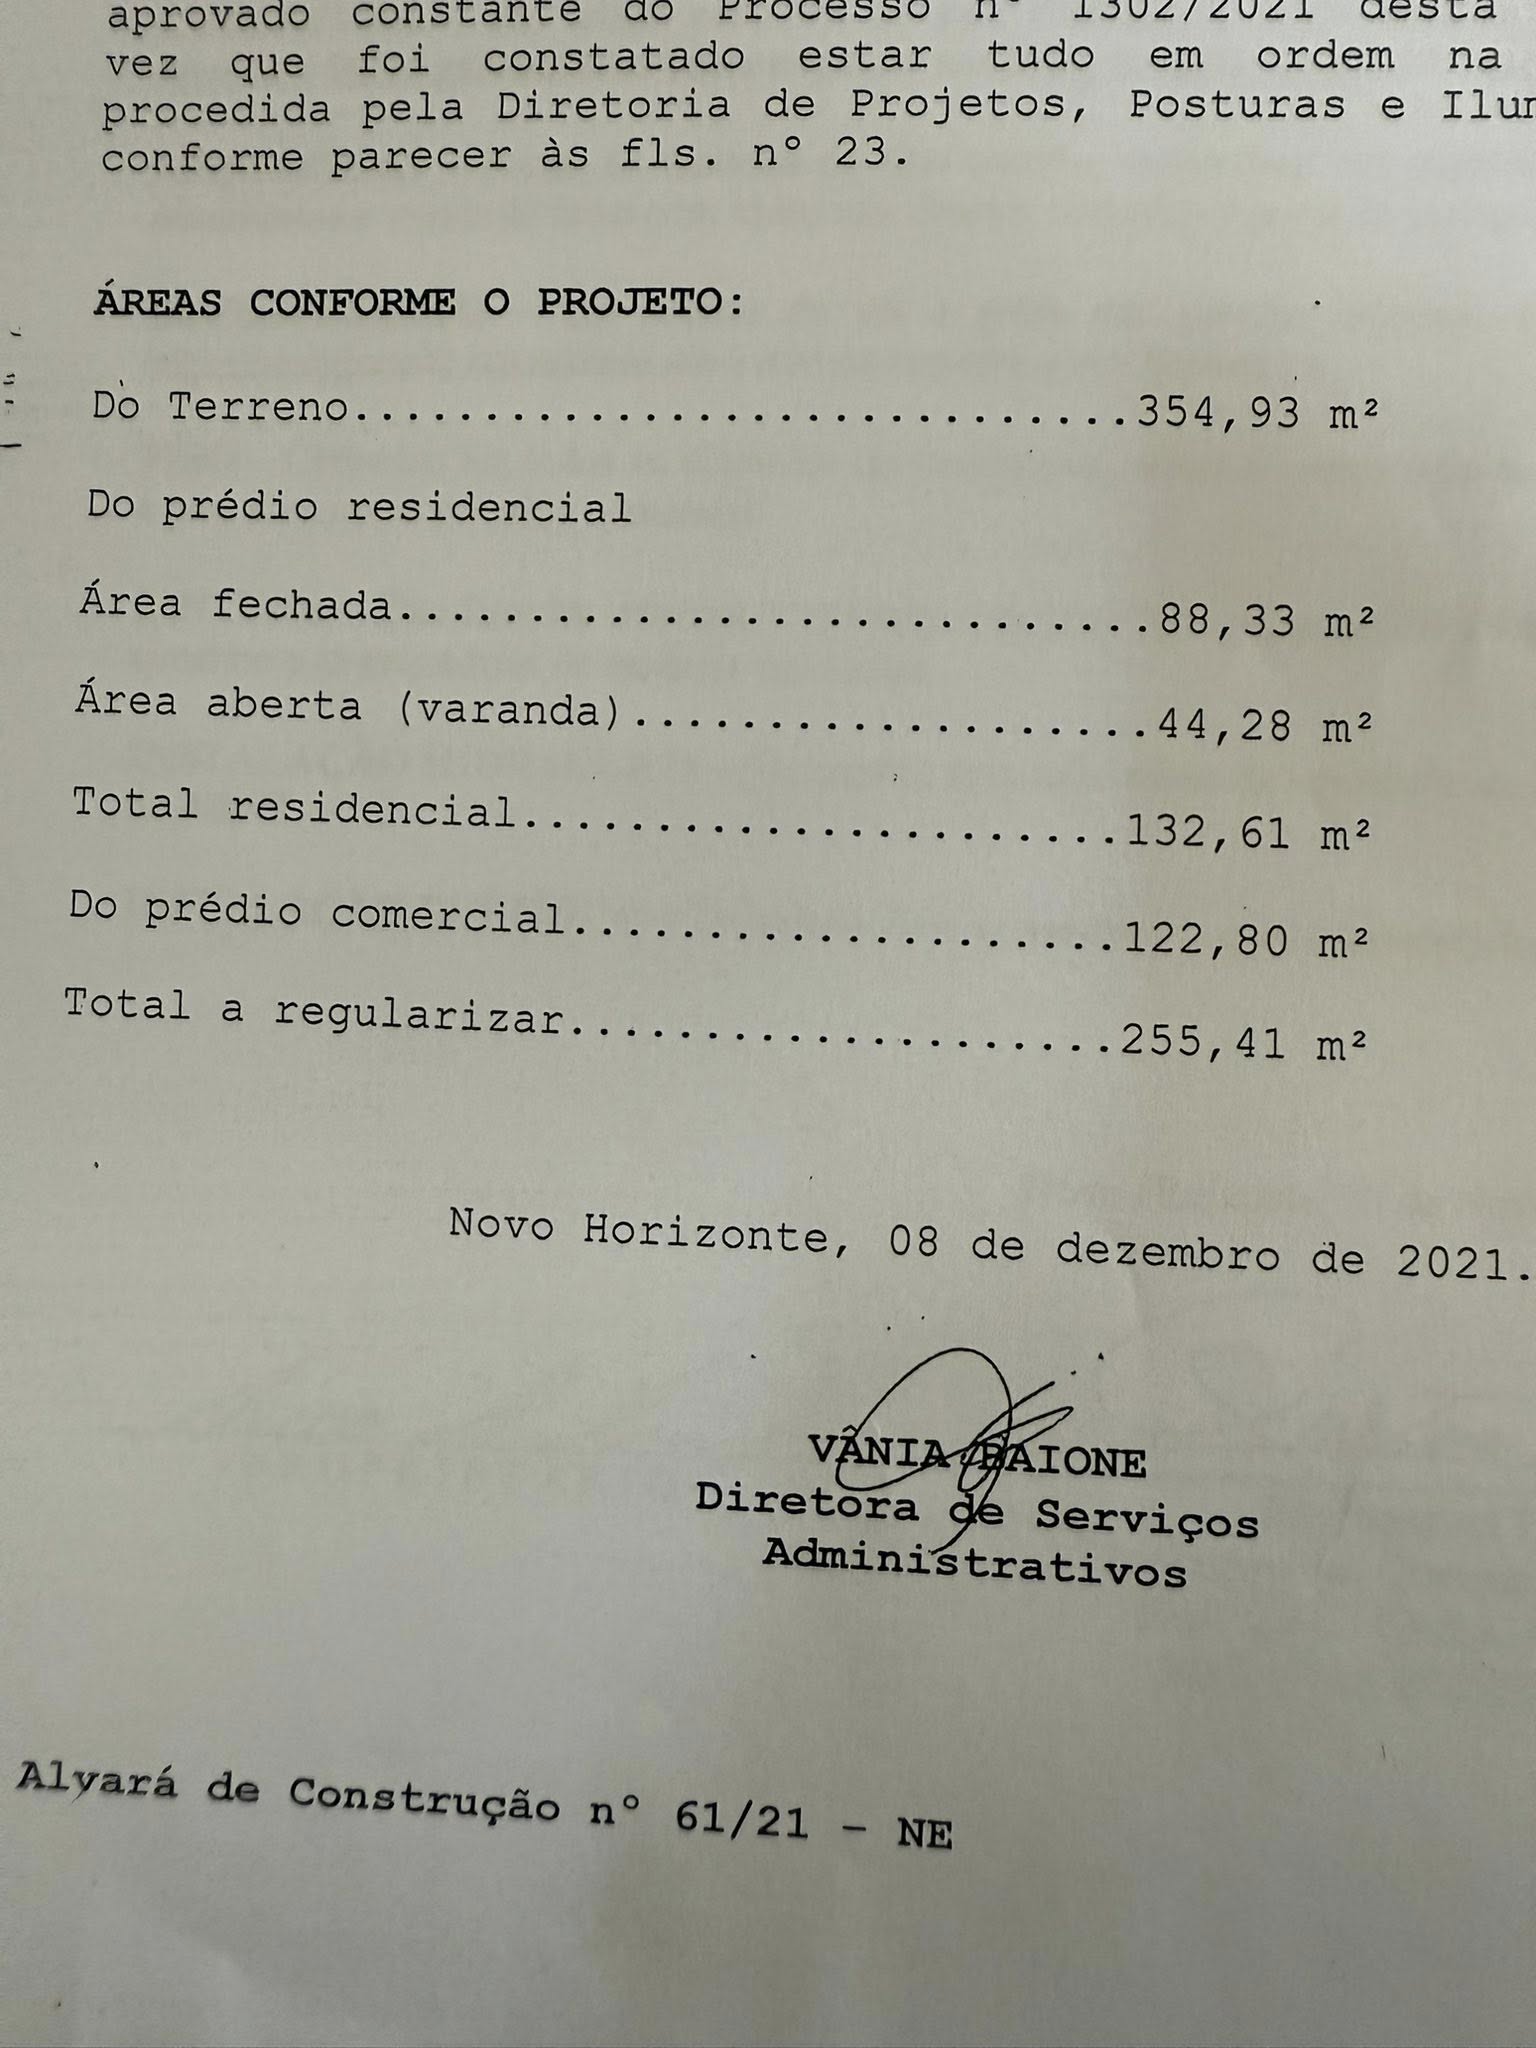 aprovado constante do Processo nº 1302/2021 desta
vez que foi constatado estar tudo em ordem na
procedida pela Diretoria de Projetos, Posturas e
conforme parecer às fls. nº 23.
ÁREAS CONFORME O PROJETO:
Do Terreno..............................354,93 m²
Do prédio residencial
Área fechada.............................88,33 m²
Área aberta (varanda)....................44,28 m²
Total residencial.......................132,61 m²
Do prédio comercial.....................122,80 m²
Total a regularizar.....................255,41 m²
Novo Horizonte, 08 de dezembro de 2021.
VÂNIA BAIONE
Diretora de Serviços
Administrativos
Alvará de Construção nº 61/21 - NE